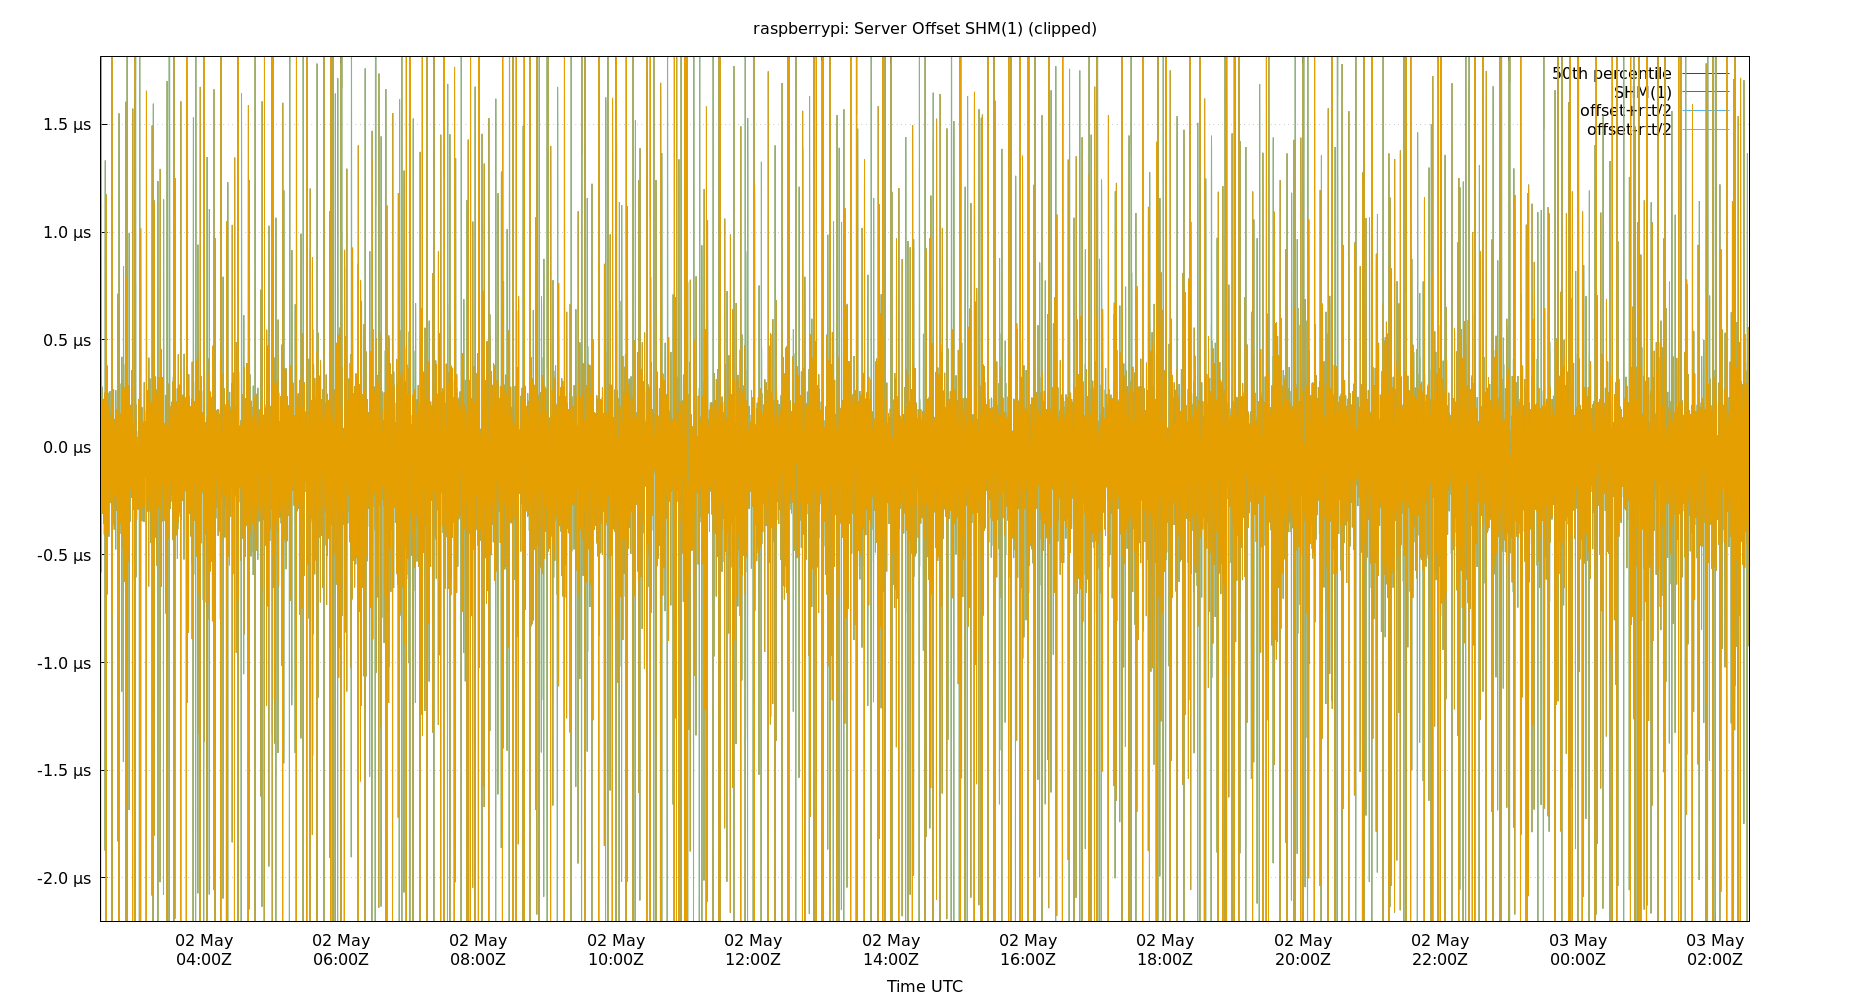 raspberrypi: Server Offset SHM(1) (clipped)
50th percentile
SHM(1)
offset+rtt/2
offset-rtt/2
1.5 µs
1.0 µs
0.5 µs
0.0 µs
-0.5 µs
-1.0 µs
-1.5 µs
-2.0 µs
02 May 02 May 02 May 02 May 02 May 02 May 02 May 02 May 02 May 02 May 03 May 03 May
04:00Z 06:00Z 08:00Z 10:00Z 12:00Z 14:00Z 16:00Z 18:00Z 20:00Z 22:00Z 00:00Z 02:00Z
Time UTC